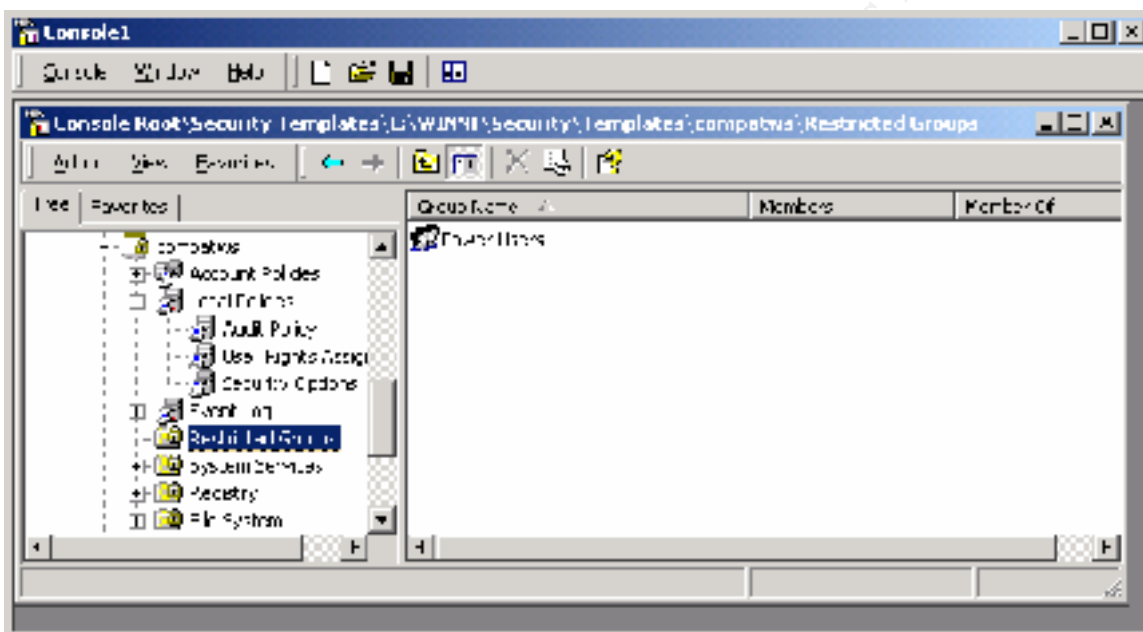 Console1
Console Window Help
Console Root\Security Templates\C:\WINNT\Security\Templates\compatws\Restricted Groups
Action View Favorites
Tree Favorites
Group Name Members Member Of
compatws
Power Users
Account Policies
Local Policies
Audit Policy
User Rights Assig
Security Options
Event Log
Restricted Groups
System Services
Registry
File System